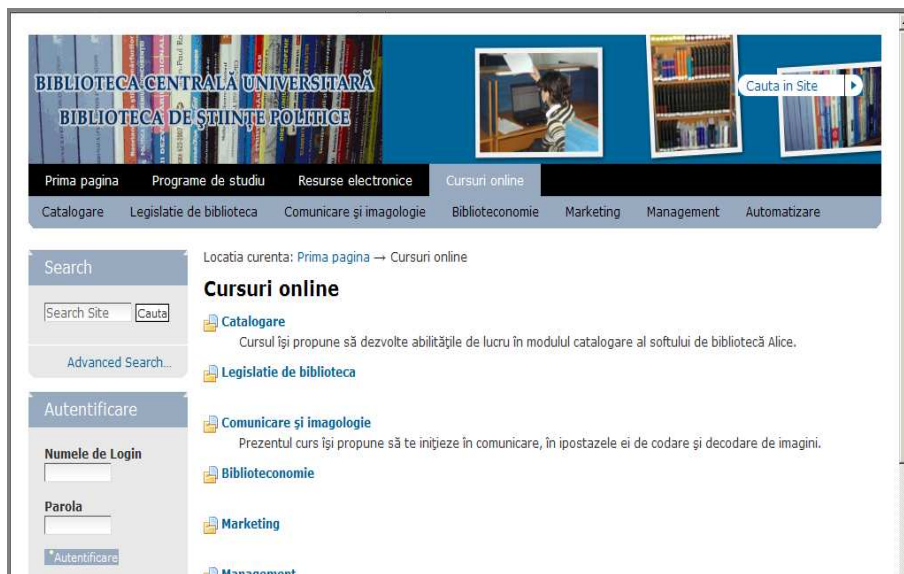 BIBLIOTECA CENTRALĂ UNIVERSITARĂ
BIBLIOTECA DE ŞTIINŢE POLITICE
Cauta in Site
Prima pagina Programe de studiu Resurse electronice Cursuri online
Catalogare Legislatie de biblioteca Comunicare şi imagologie Biblioteconomie Marketing Management Automatizare
Search
Search Site Cauta
Advanced Search...
Autentificare
Numele de Login
Parola
Autentificare
Locatia curenta: Prima pagina → Cursuri online
Cursuri online
Catalogare
Cursul îşi propune să dezvolte abilităţile de lucru în modulul catalogare al softului de bibliotecă Alice.
Legislatie de biblioteca
Comunicare şi imagologie
Prezentul curs îşi propune să te iniţieze în comunicare, în ipostazele ei de codare şi decodare de imagini.
Biblioteconomie
Marketing
Management